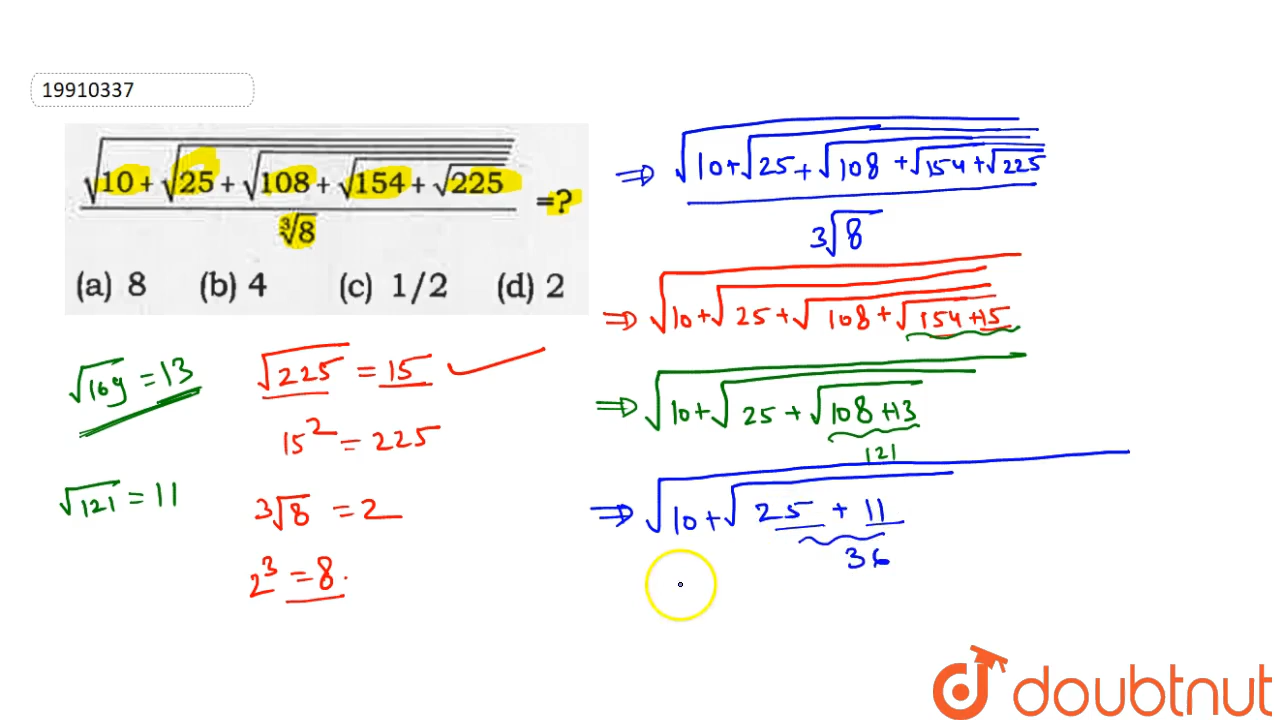 19910337
√10 + √25 + √108 + √154 + √225
∛8
=?
(a) 8 (b) 4 (c) 1/2 (d) 2
⇒ √10+√25+√108+√154+√225
3√8
⇒ √10+√25+√108+√154+15
⇒ √10+√25+√108+13
121
⇒ √10+√25+11
36
√169 = 13
√225 = 15
15² = 225
√121 = 11
3√8 = 2
2³ = 8.
doubtnut